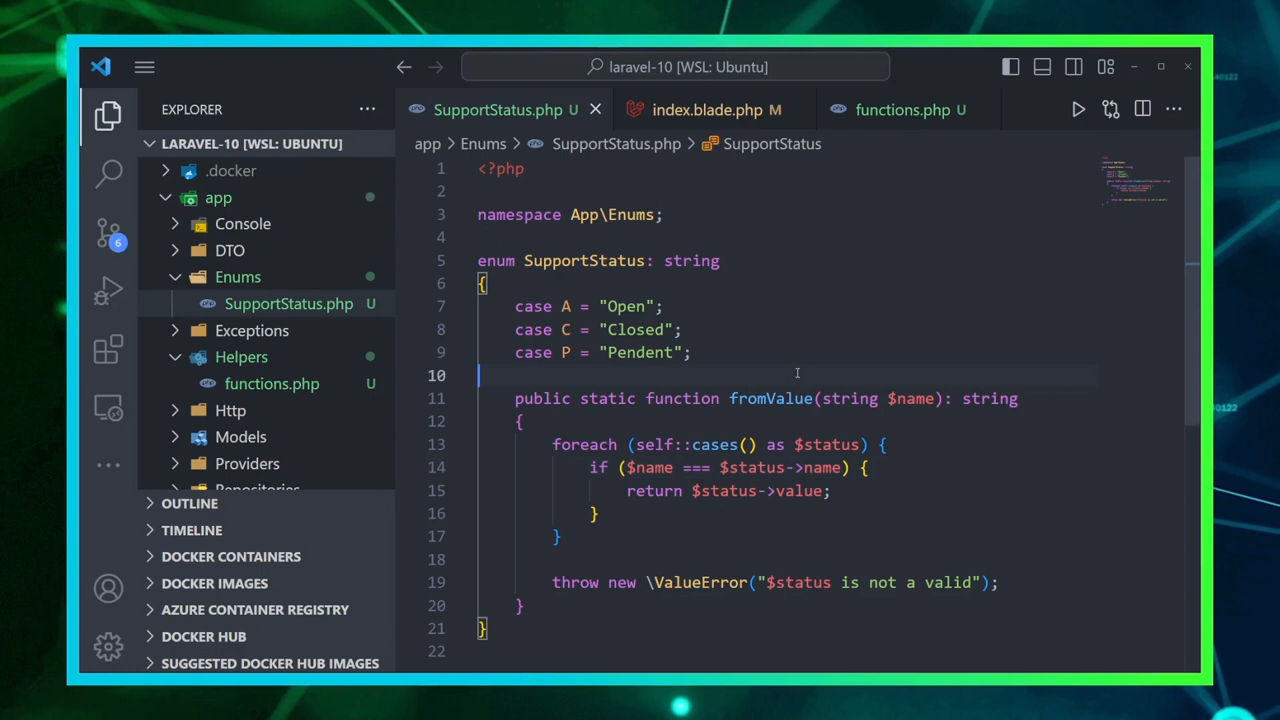 laravel-10 [WSL: Ubuntu]
EXPLORER
SupportStatus.php U
index.blade.php M
functions.php U
LARAVEL-10 [WSL: UBUNTU]
app > Enums > SupportStatus.php > SupportStatus
.docker
app
Console
DTO
Enums
SupportStatus.php U
Exceptions
Helpers
functions.php U
Http
Models
Providers
Repositories
OUTLINE
TIMELINE
DOCKER CONTAINERS
DOCKER IMAGES
AZURE CONTAINER REGISTRY
DOCKER HUB
SUGGESTED DOCKER HUB IMAGES
6
1 <?php
2
3 namespace App\Enums;
4
5 enum SupportStatus: string
6 {
7 case A = "Open";
8 case C = "Closed";
9 case P = "Pendent";
10
11 public static function fromValue(string $name): string
12 {
13 foreach (self::cases() as $status) {
14 if ($name === $status->name) {
15 return $status->value;
16 }
17 }
18
19 throw new \ValueError("$status is not a valid");
20 }
21 }
22